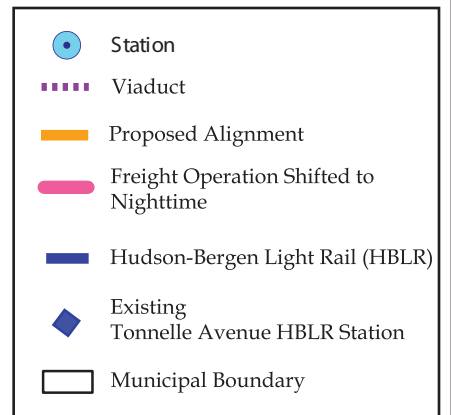 Station
Viaduct
Proposed Alignment
Freight Operation Shifted to
Nighttime
Hudson-Bergen Light Rail (HBLR)
Existing
Tonnelle Avenue HBLR Station
Municipal Boundary